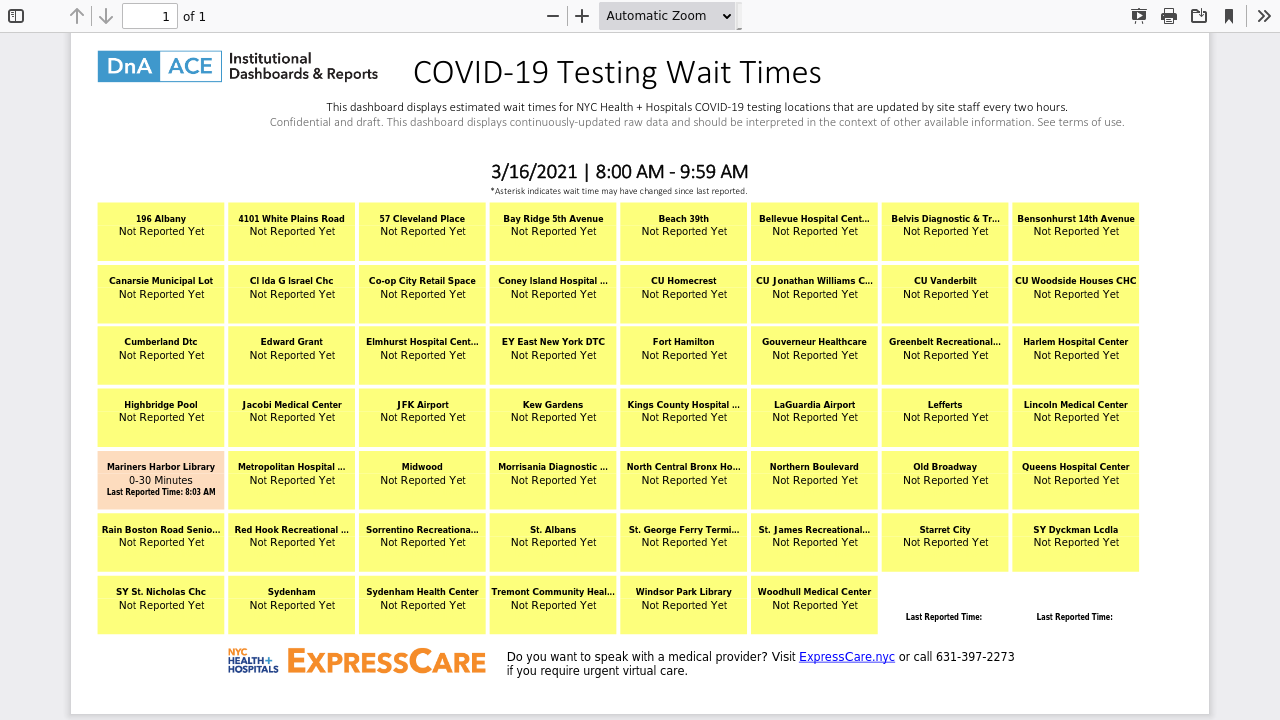 1 of 1 Automatic Zoom
DnA ACE Institutional
Dashboards & Reports
COVID-19 Testing Wait Times
This dashboard displays estimated wait times for NYC Health + Hospitals COVID-19 testing locations that are updated by site staff every two hours.
Confidential and draft. This dashboard displays continuously-updated raw data and should be interpreted in the context of other available information. See terms of use.
3/16/2021 | 8:00 AM - 9:59 AM
*Asterisk indicates wait time may have changed since last reported.
196 Albany 4101 White Plains Road 57 Cleveland Place Bay Ridge 5th Avenue Beach 39th Bellevue Hospital Cent... Belvis Diagnostic & Tr... Bensonhurst 14th Avenue
Not Reported Yet Not Reported Yet Not Reported Yet Not Reported Yet Not Reported Yet Not Reported Yet Not Reported Yet Not Reported Yet
Canarsie Municipal Lot Cl Ida G Israel Chc Co-op City Retail Space Coney Island Hospital ... CU Homecrest CU Jonathan Williams C... CU Vanderbilt CU Woodside Houses CHC
Not Reported Yet Not Reported Yet Not Reported Yet Not Reported Yet Not Reported Yet Not Reported Yet Not Reported Yet Not Reported Yet
Cumberland Dtc Edward Grant Elmhurst Hospital Cent... EY East New York DTC Fort Hamilton Gouverneur Healthcare Greenbelt Recreational... Harlem Hospital Center
Not Reported Yet Not Reported Yet Not Reported Yet Not Reported Yet Not Reported Yet Not Reported Yet Not Reported Yet Not Reported Yet
Highbridge Pool Jacobi Medical Center JFK Airport Kew Gardens Kings County Hospital ... LaGuardia Airport Lefferts Lincoln Medical Center
Not Reported Yet Not Reported Yet Not Reported Yet Not Reported Yet Not Reported Yet Not Reported Yet Not Reported Yet Not Reported Yet
Mariners Harbor Library Metropolitan Hospital ... Midwood Morrisania Diagnostic ... North Central Bronx Ho... Northern Boulevard Old Broadway Queens Hospital Center
0-30 Minutes Not Reported Yet Not Reported Yet Not Reported Yet Not Reported Yet Not Reported Yet Not Reported Yet Not Reported Yet
Last Reported Time: 8:03 AM
Rain Boston Road Senio... Red Hook Recreational ... Sorrentino Recreationa... St. Albans St. George Ferry Termi... St. James Recreational... Starret City SY Dyckman Lcdla
Not Reported Yet Not Reported Yet Not Reported Yet Not Reported Yet Not Reported Yet Not Reported Yet Not Reported Yet Not Reported Yet
SY St. Nicholas Chc Sydenham Sydenham Health Center Tremont Community Heal... Windsor Park Library Woodhull Medical Center
Not Reported Yet Not Reported Yet Not Reported Yet Not Reported Yet Not Reported Yet Not Reported Yet
Last Reported Time: Last Reported Time:
NYC
HEALTH+
HOSPITALS
EXPRESSCARE
Do you want to speak with a medical provider? Visit ExpressCare.nyc or call 631-397-2273
if you require urgent virtual care.